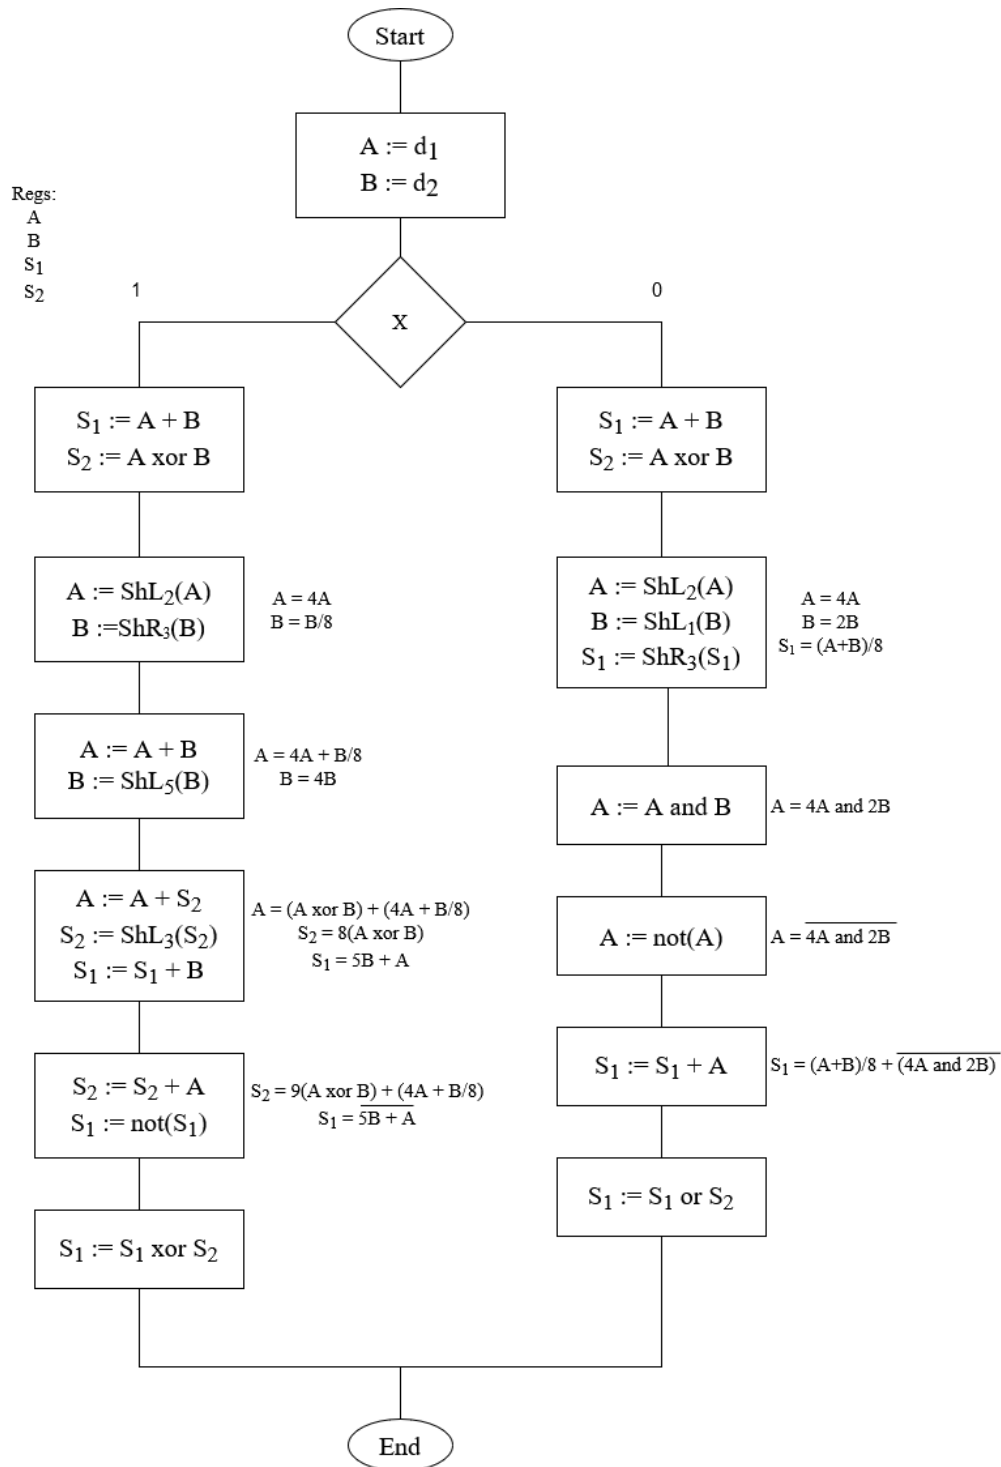 Start
A := d1
B := d2
Regs:
A
B
S1
S2
1
X
0
S1 := A + B
S2 := A xor B
A := ShL2(A)
B :=ShR3(B)
A = 4A
B = B/8
A := A + B
B := ShL5(B)
A = 4A + B/8
B = 4B
A := A + S2
S2 := ShL3(S2)
S1 := S1 + B
A = (A xor B) + (4A + B/8)
S2 = 8(A xor B)
S1 = 5B + A
S2 := S2 + A
S1 := not(S1)
S2 = 9(A xor B) + (4A + B/8)
S1 = 5B + A
S1 := S1 xor S2
S1 := A + B
S2 := A xor B
A := ShL2(A)
B := ShL1(B)
S1 := ShR3(S1)
A = 4A
B = 2B
S1 = (A+B)/8
A := A and B
A = 4A and 2B
A := not(A)
A = 4A and 2B
S1 := S1 + A
S1 = (A+B)/8 + (4A and 2B)
S1 := S1 or S2
End